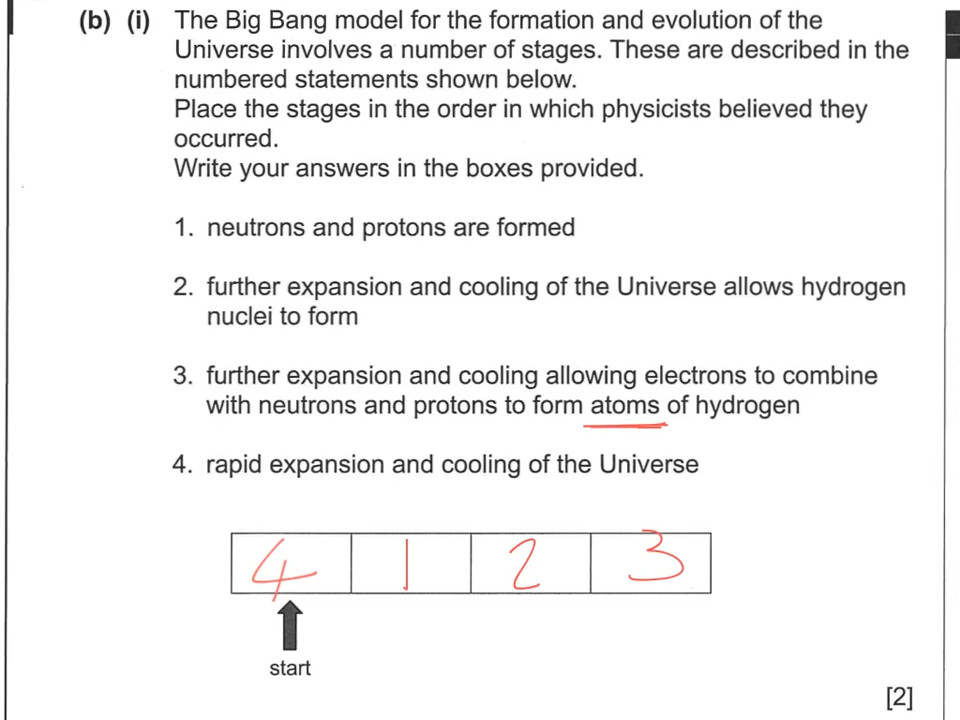 (b) (i) The Big Bang model for the formation and evolution of the
Universe involves a number of stages. These are described in the
numbered statements shown below.
Place the stages in the order in which physicists believed they
occurred.
Write your answers in the boxes provided.
1. neutrons and protons are formed
2. further expansion and cooling of the Universe allows hydrogen
nuclei to form
3. further expansion and cooling allowing electrons to combine
with neutrons and protons to form atoms of hydrogen
4. rapid expansion and cooling of the Universe
4 1 2 3
start
[2]